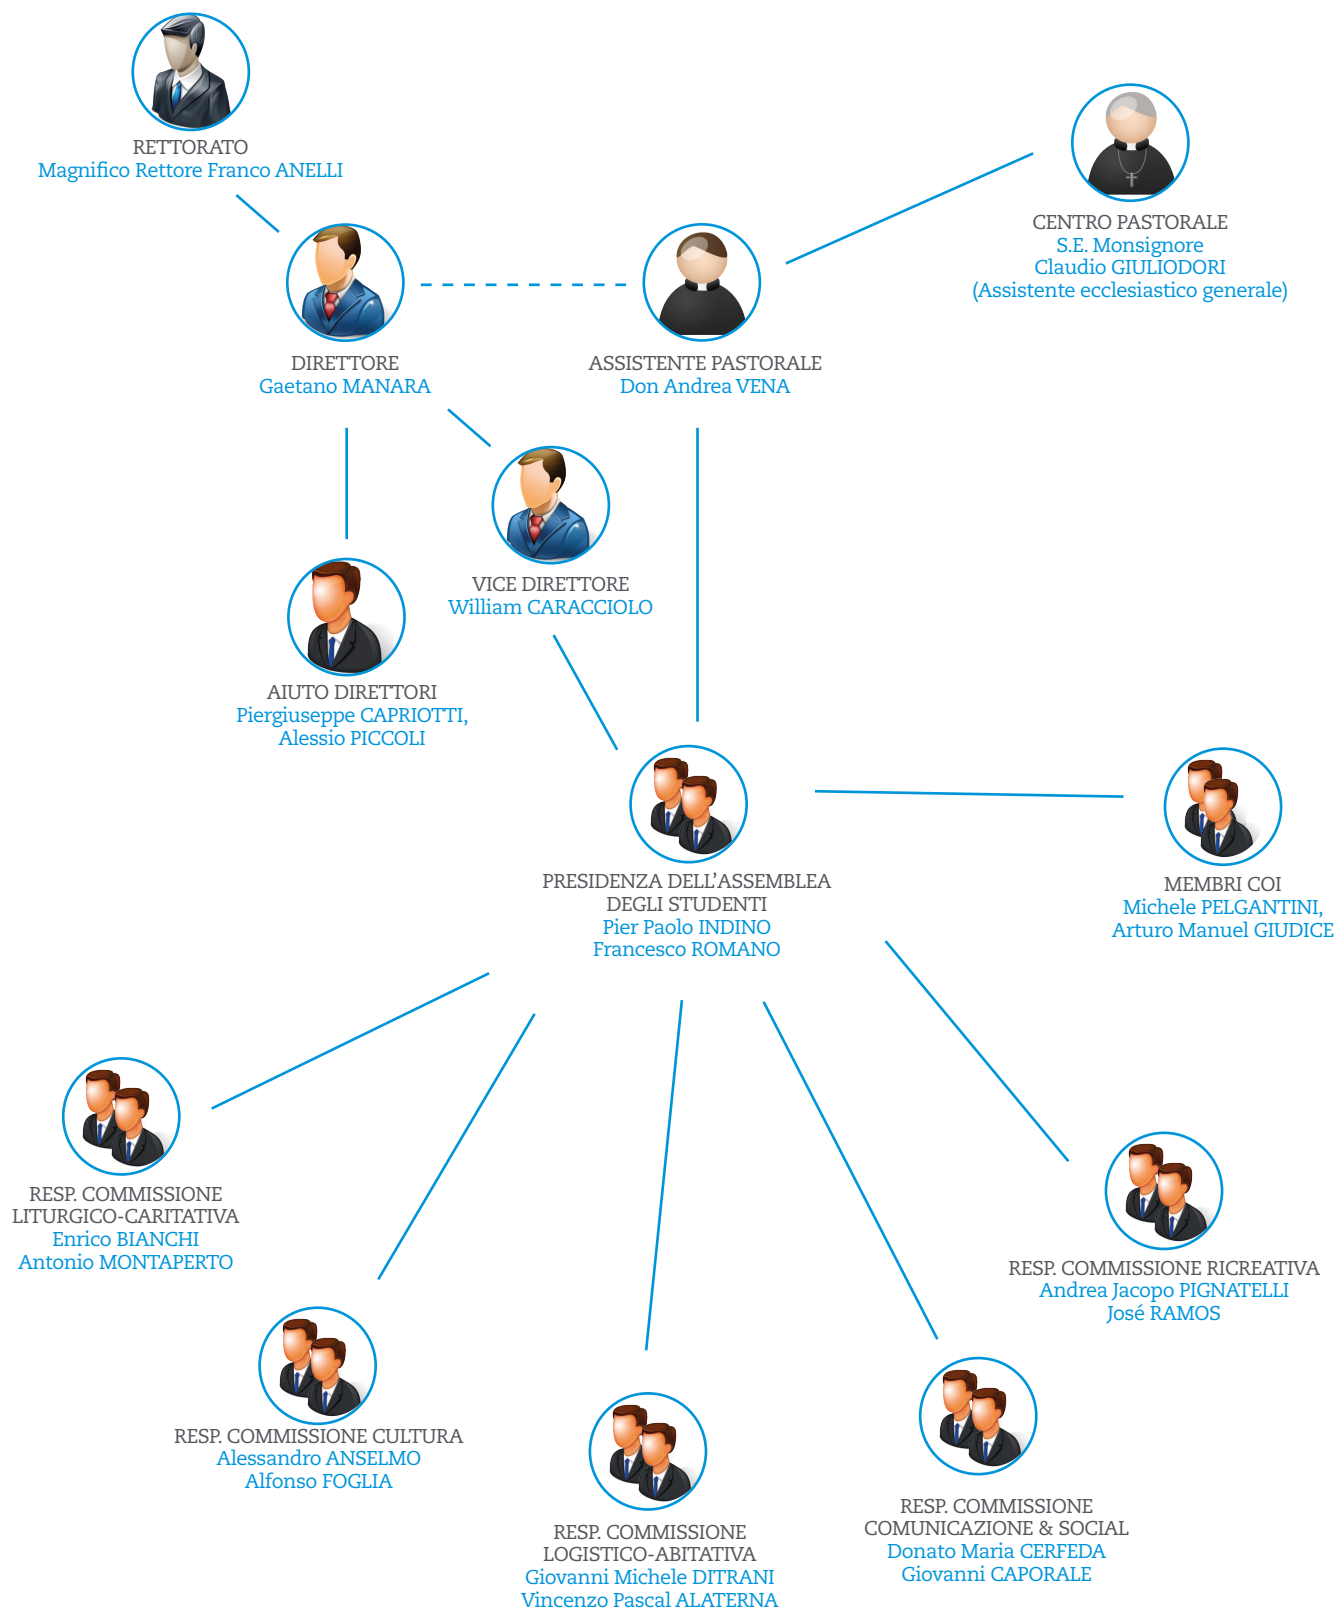 RETTORATO
Magnifico Rettore Franco ANELLI
CENTRO PASTORALE
S.E. Monsignore
Claudio GIULIODORI
(Assistente ecclesiastico generale)
DIRETTORE
Gaetano MANARA
ASSISTENTE PASTORALE
Don Andrea VENA
VICE DIRETTORE
William CARACCIOLO
AIUTO DIRETTORI
Piergiuseppe CAPRIOTTI,
Alessio PICCOLI
PRESIDENZA DELL'ASSEMBLEA
DEGLI STUDENTI
Pier Paolo INDINO
Francesco ROMANO
MEMBRI COI
Michele PELGANTINI,
Arturo Manuel GIUDICE
RESP. COMMISSIONE
LITURGICO-CARITATIVA
Enrico BIANCHI
Antonio MONTAPERTO
RESP. COMMISSIONE RICREATIVA
Andrea Jacopo PIGNATELLI
José RAMOS
RESP. COMMISSIONE CULTURA
Alessandro ANSELMO
Alfonso FOGLIA
RESP. COMMISSIONE
LOGISTICO-ABITATIVA
Giovanni Michele DITRANI
Vincenzo Pascal ALATERNA
RESP. COMMISSIONE
COMUNICAZIONE & SOCIAL
Donato Maria CERFEDA
Giovanni CAPORALE